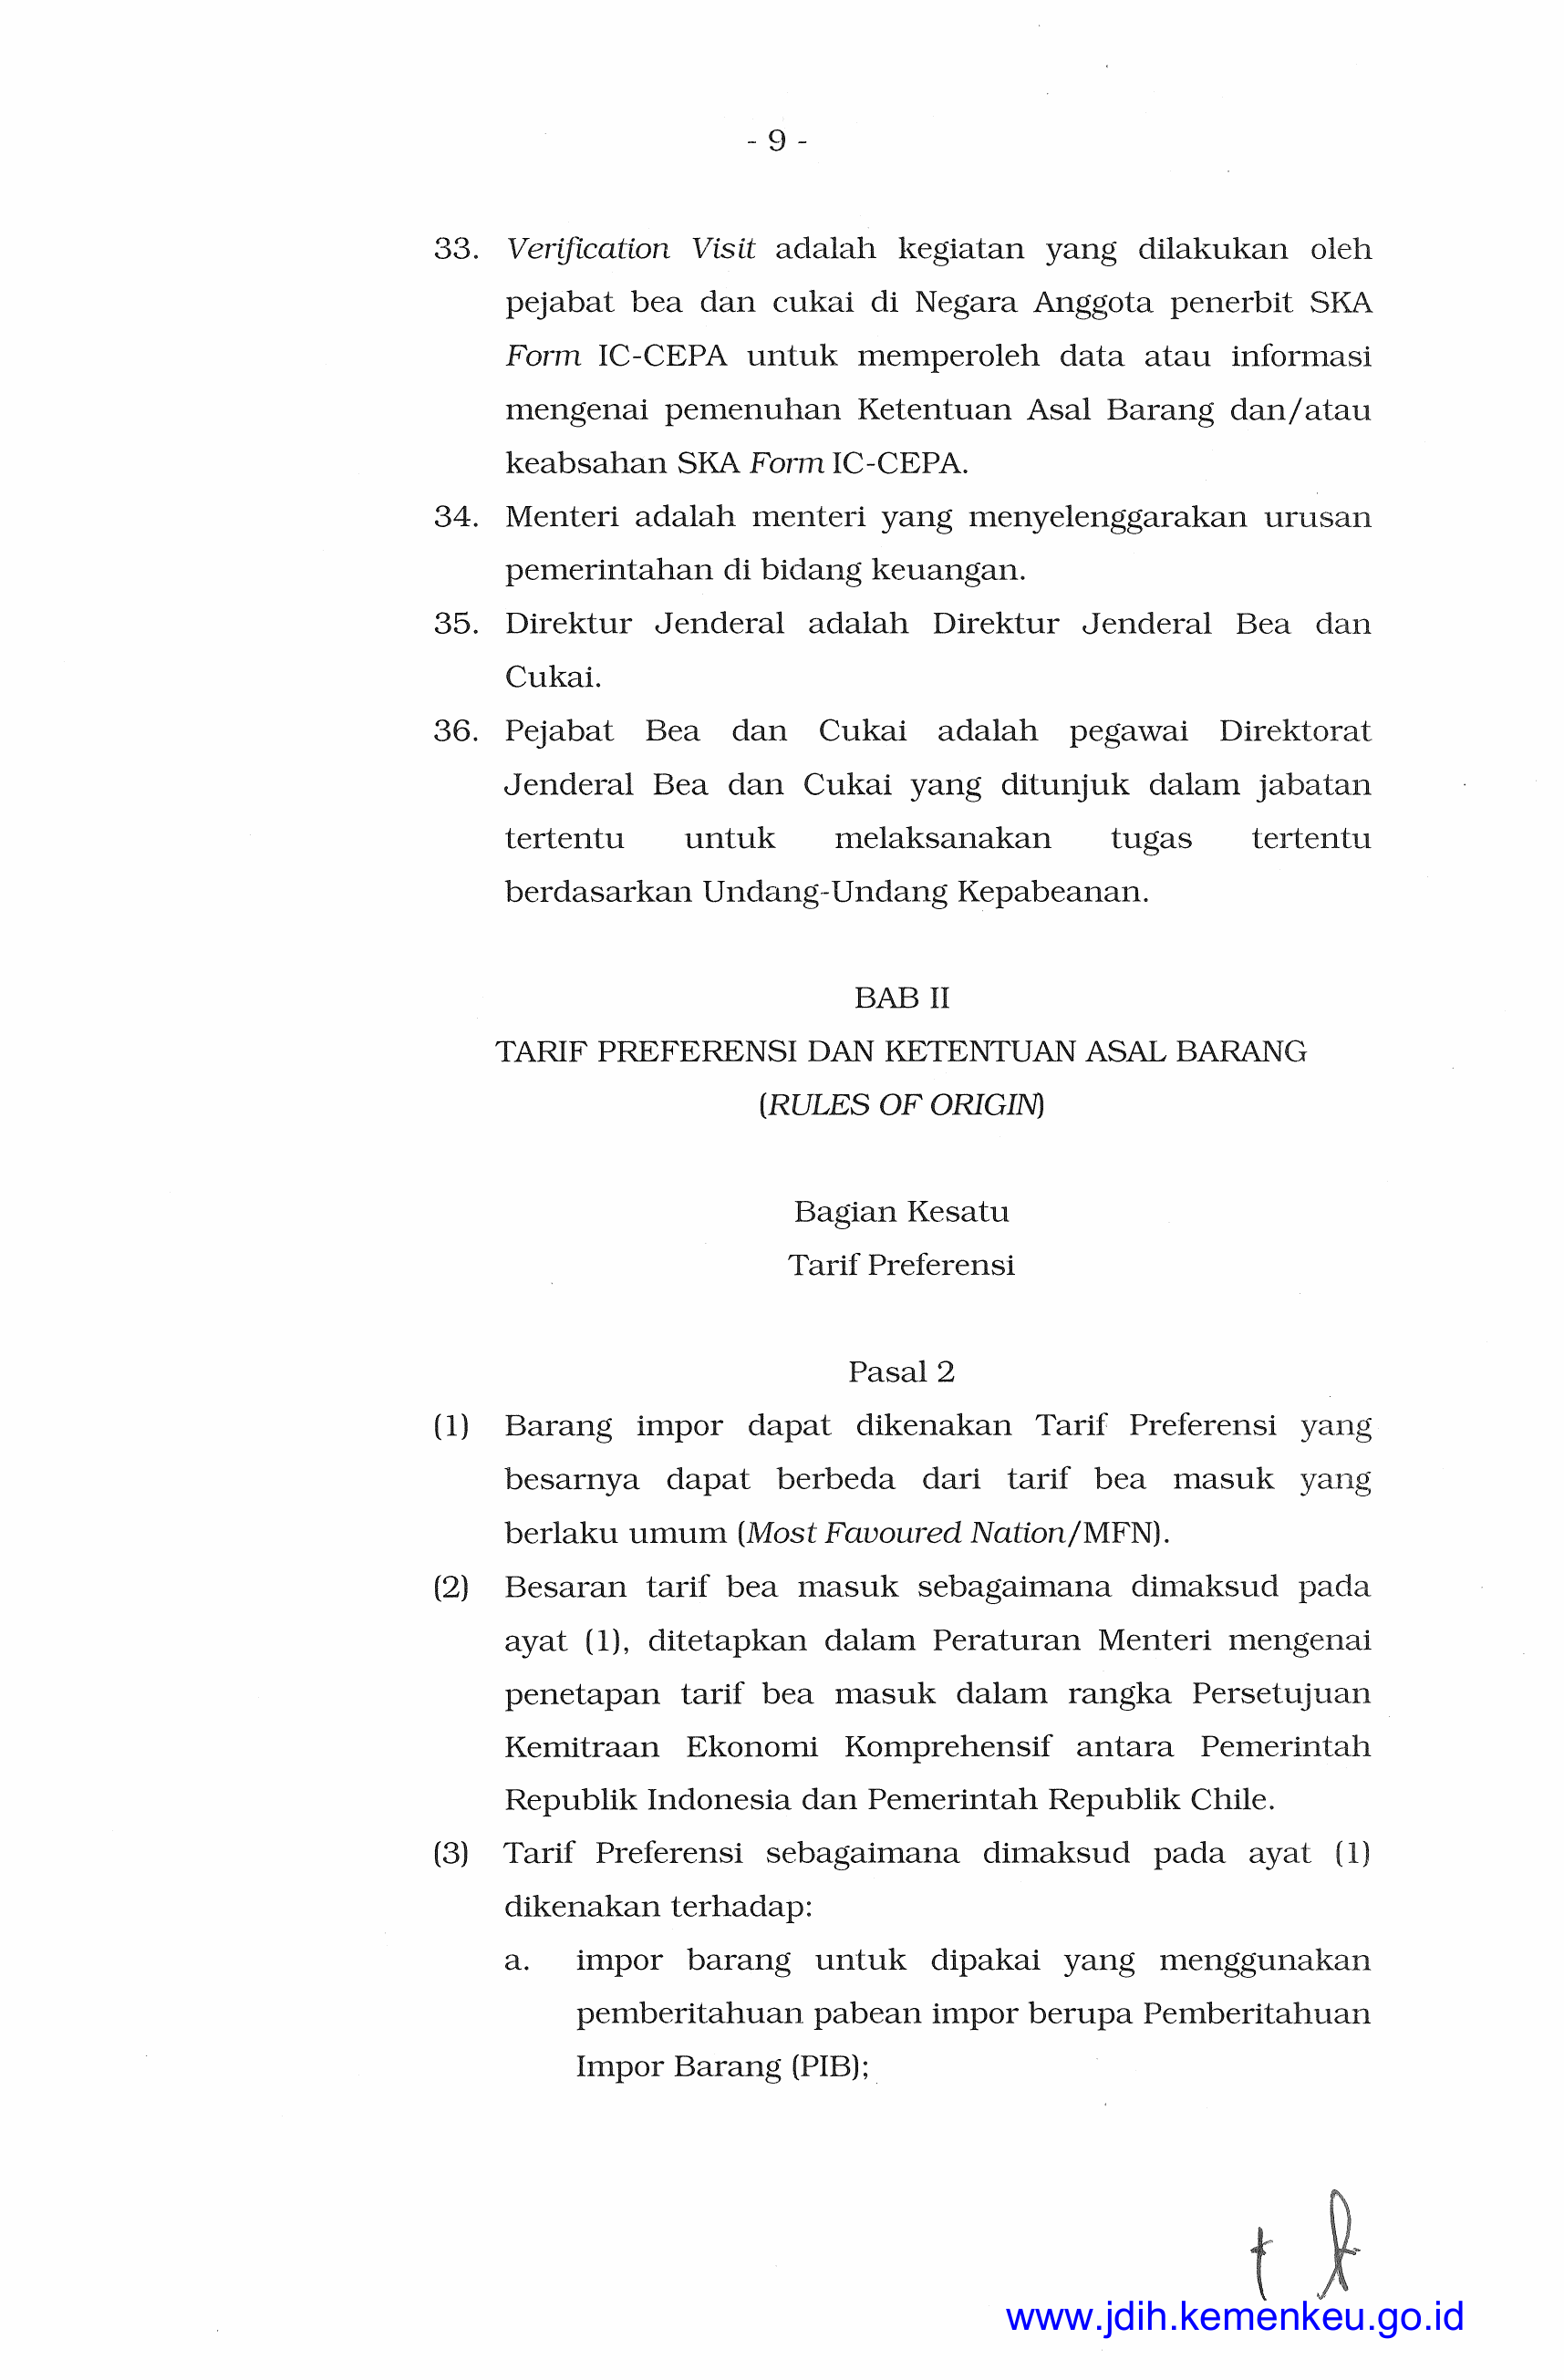 - 9 -
33. Verification Visit adalah kegiatan yang dilakukan oleh
pejabat bea dan cukai di Negara Anggota penerbit SKA
Form IC-CEPA untuk memperoleh data atau informasi
mengenai pemenuhan Ketentuan Asal Barang dan/atau
keabsahan SKA Form IC-CEPA.
34. Menteri adalah menteri yang menyelenggarakan urusan
pemerintahan di bidang keuangan.
35. Direktur Jenderal adalah Direktur Jenderal Bea dan
Cukai.
36. Pejabat Bea dan Cukai adalah pegawai Direktorat
Jenderal Bea dan Cukai yang ditunjuk dalam jabatan
tertentu untuk melaksanakan tugas tertentu
berdasarkan Undang-Undang Kepabeanan.
BAB II
TARIF PREFERENSI DAN KETENTUAN ASAL BARANG
(RULES OF ORIGIN)
Bagian Kesatu
Tarif Preferensi
Pasal 2
(1) Barang impor dapat dikenakan Tarif Preferensi yang
besarnya dapat berbeda dari tarif bea masuk yang
berlaku umum (Most Favoured Nation/MFN).
(2) Besaran tarif bea masuk sebagaimana dimaksud pada
ayat (1), ditetapkan dalam Peraturan Menteri mengenai
penetapan tarif bea masuk dalam rangka Persetujuan
Kemitraan Ekonomi Komprehensif antara Pemerintah
Republik Indonesia dan Pemerintah Republik Chile.
(3) Tarif Preferensi sebagaimana dimaksud pada ayat (1)
dikenakan terhadap:
a. impor barang untuk dipakai yang menggunakan
pemberitahuan pabean impor berupa Pemberitahuan
Impor Barang (PIB);
www.jdih.kemenkeu.go.id